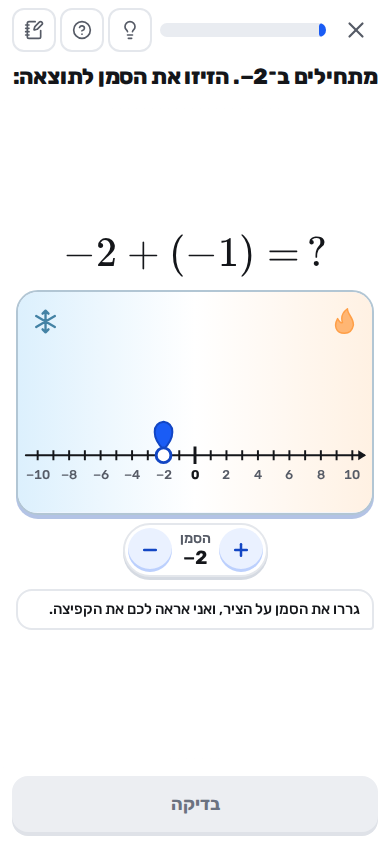 מתחילים ב־2−. הזיזו את הסמן לתוצאה:
−2 + (−1) = ?
−10 −8 −6 −4 −2 0 2 4 6 8 10
הסמן
− −2 +
גררו את הסמן על הציר, ואני אראה לכם את הקפיצה.
בדיקה